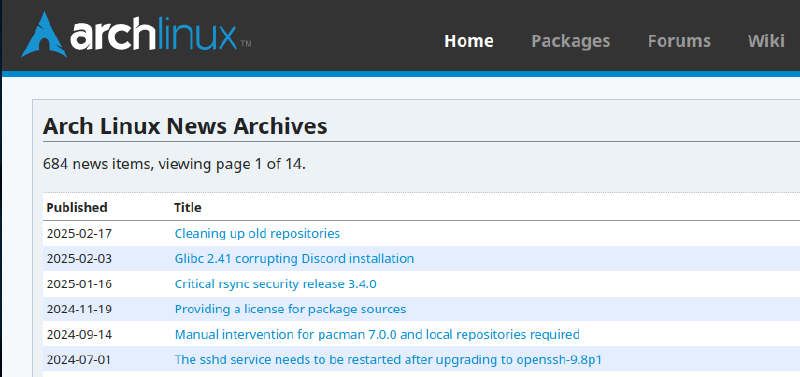 archlinux™
Home Packages Forums Wiki
Arch Linux News Archives
684 news items, viewing page 1 of 14.
Published Title
2025-02-17 Cleaning up old repositories
2025-02-03 Glibc 2.41 corrupting Discord installation
2025-01-16 Critical rsync security release 3.4.0
2024-11-19 Providing a license for package sources
2024-09-14 Manual intervention for pacman 7.0.0 and local repositories required
2024-07-01 The sshd service needs to be restarted after upgrading to openssh-9.8p1